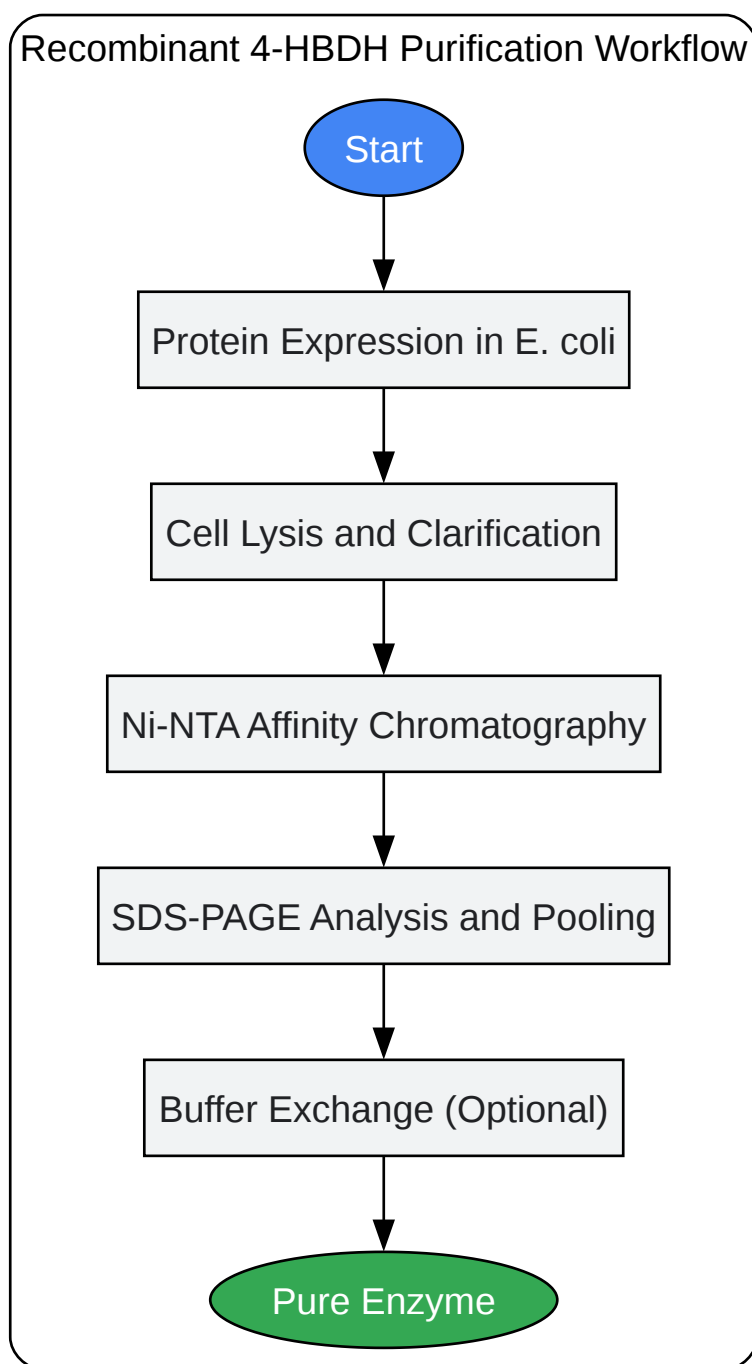 Recombinant 4-HBDH Purification Workflow
Start
Protein Expression in E. coli
Cell Lysis and Clarification
Ni-NTA Affinity Chromatography
SDS-PAGE Analysis and Pooling
Buffer Exchange (Optional)
Pure Enzyme